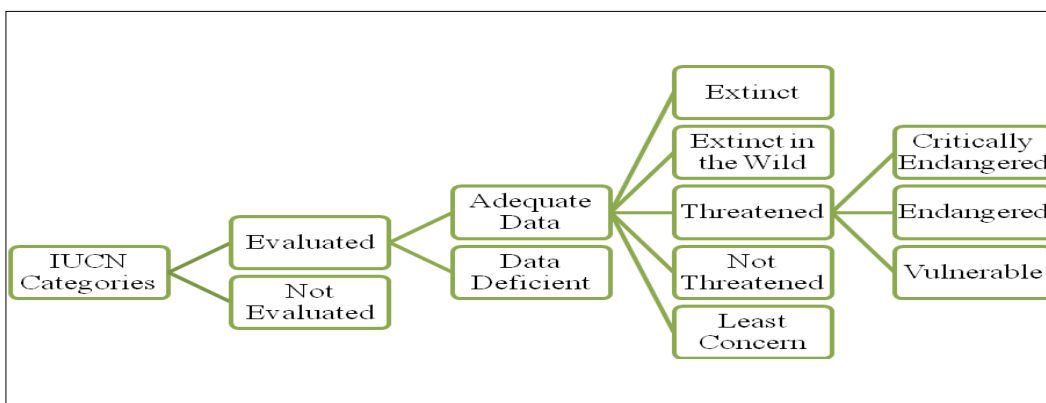 IUCN
Categories
Evaluated
Not
Evaluated
Adequate
Data
Data
Deficient
Extinct
Extinct in
the Wild
Threatened
Not
Threatened
Least
Concern
Critically
Endangered
Endangered
Vulnerable